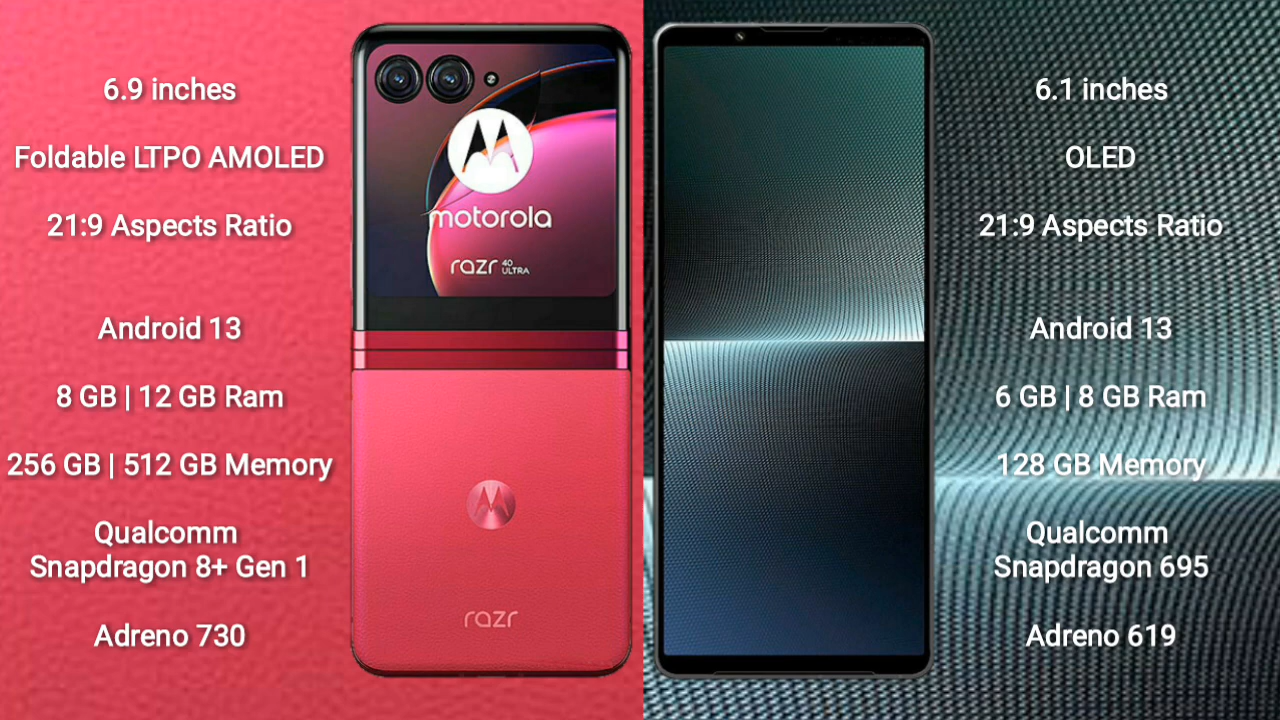 6.9 inches
Foldable LTPO AMOLED
21:9 Aspects Ratio
Android 13
8 GB | 12 GB Ram
256 GB | 512 GB Memory
Qualcomm
Snapdragon 8+ Gen 1
Adreno 730
motorola
razr 40 ULTRA
razr
6.1 inches
OLED
21:9 Aspects Ratio
Android 13
6 GB | 8 GB Ram
128 GB Memory
Qualcomm
Snapdragon 695
Adreno 619